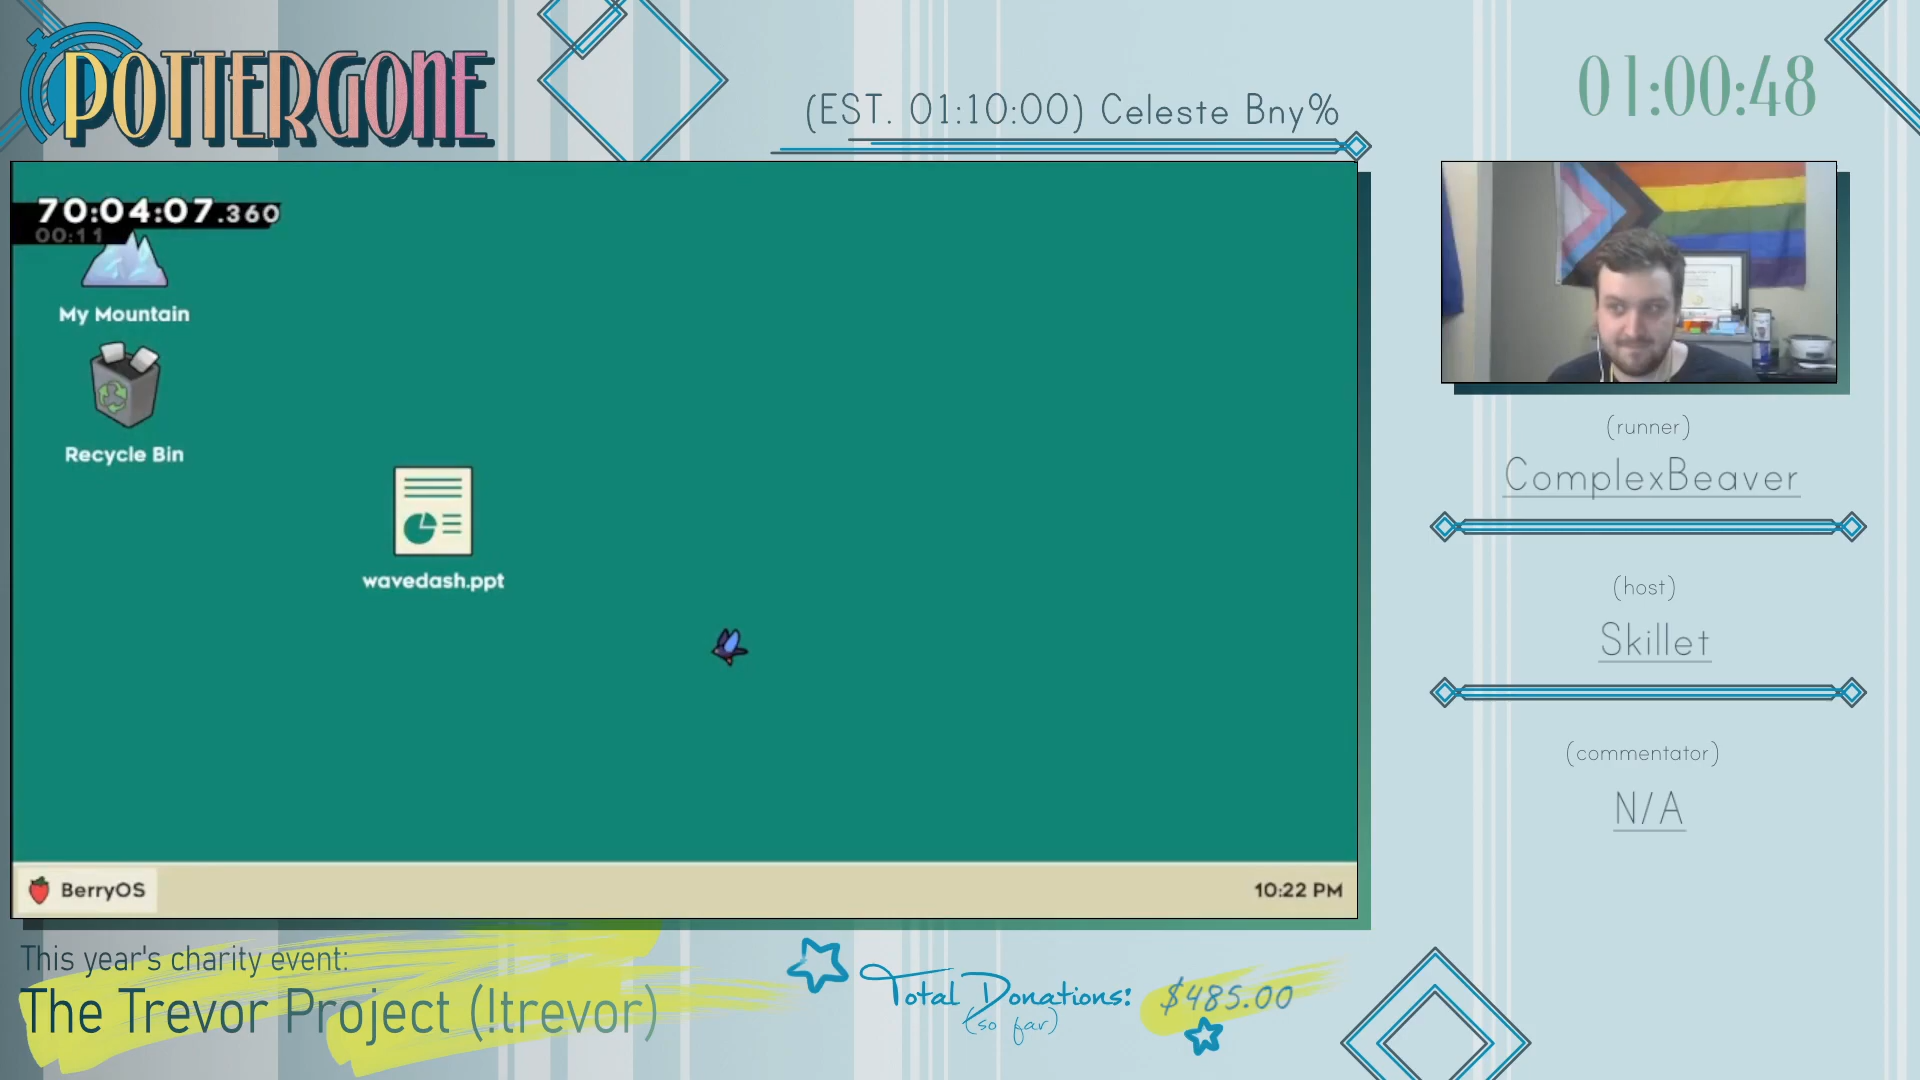 POTTERGONE
(EST. 01:10:00) Celeste Bny%
01:00:48
70:04:07.360
00:11
My Mountain
Recycle Bin
wavedash.ppt
BerryOS
10:22 PM
(runner)
ComplexBeaver
(host)
Skillet
(commentator)
N/A
This year's charity event:
The Trevor Project (!trevor)
Total Donations:
(so far)
$485.00